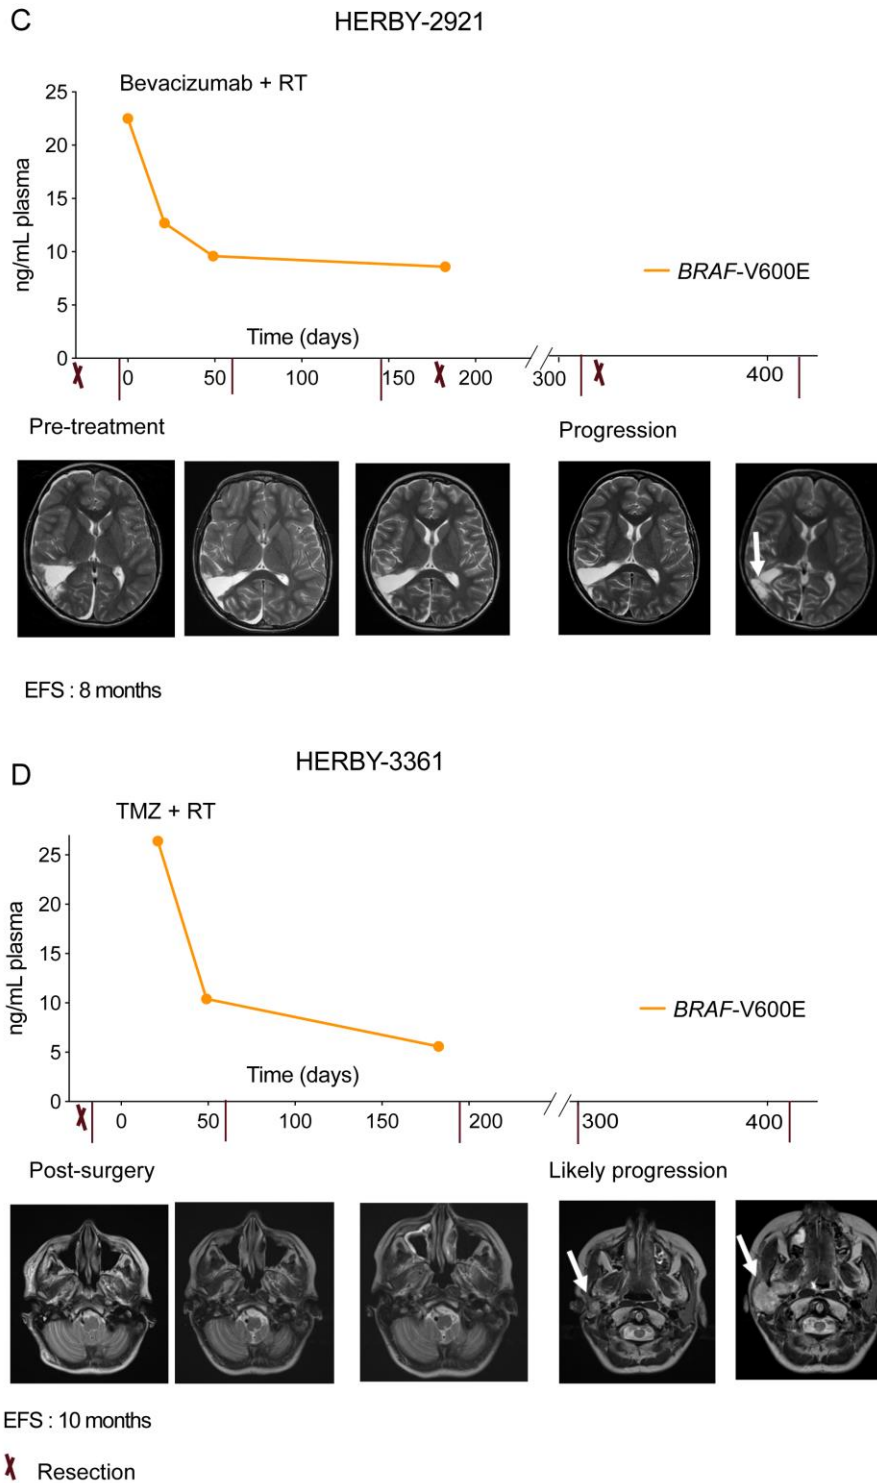 C
HERBY-2921
Bevacizumab + RT
25
20
15
10
5
0
ng/mL plasma
BRAF-V600E
Time (days)
0 50 100 150 200 300 400
Pre-treatment
Progression
EFS : 8 months
D
HERBY-3361
TMZ + RT
25
20
15
10
5
0
ng/mL plasma
BRAF-V600E
Time (days)
0 50 100 150 200 300 400
Post-surgery
Likely progression
EFS : 10 months
Resection